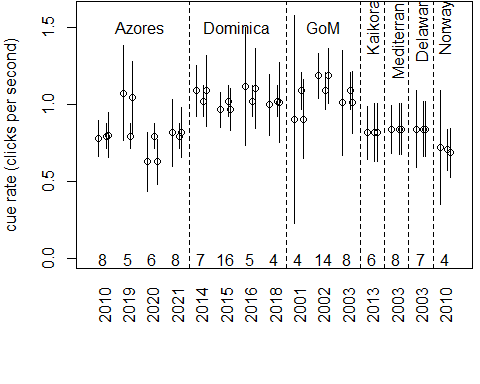 cue rate (clicks per second)
1.5
1.0
0.5
0.0
Azores
Dominica
GoM
Kaikora
Mediterran
Delawar
Norway
8 5 6 8 7 16 5 4 4 14 8 6 8 7 4
2010 2019 2020 2021 2014 2015 2016 2018 2001 2002 2003 2013 2003 2003 2010